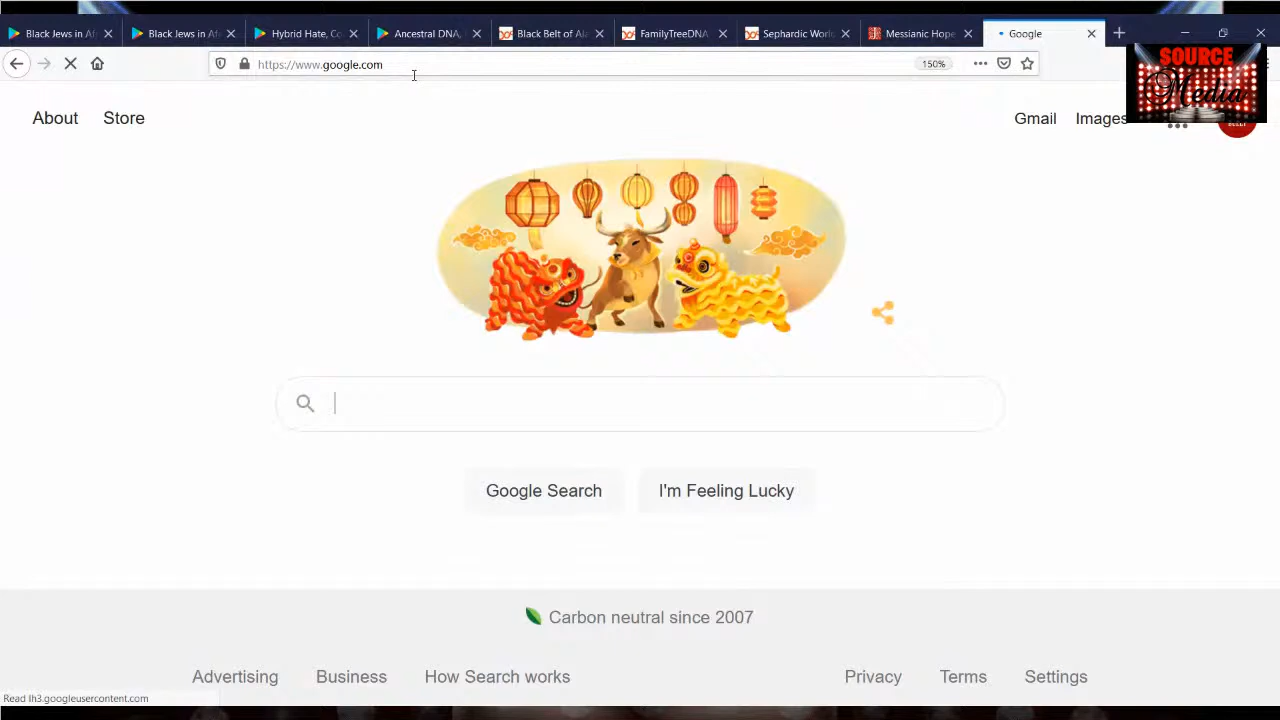 Black Jews in Af
Black Jews in Af
Hybrid Hate, Co
Ancestral DNA,
Black Belt of Ala
FamilyTreeDNA
Sephardic World
Messianic Hope
Google
https://www.google.com
150%
SOURCE
Media
About
Store
Gmail
Images
Google Search
I'm Feeling Lucky
Carbon neutral since 2007
Advertising
Business
How Search works
Privacy
Terms
Settings
Read lh3.googleusercontent.com